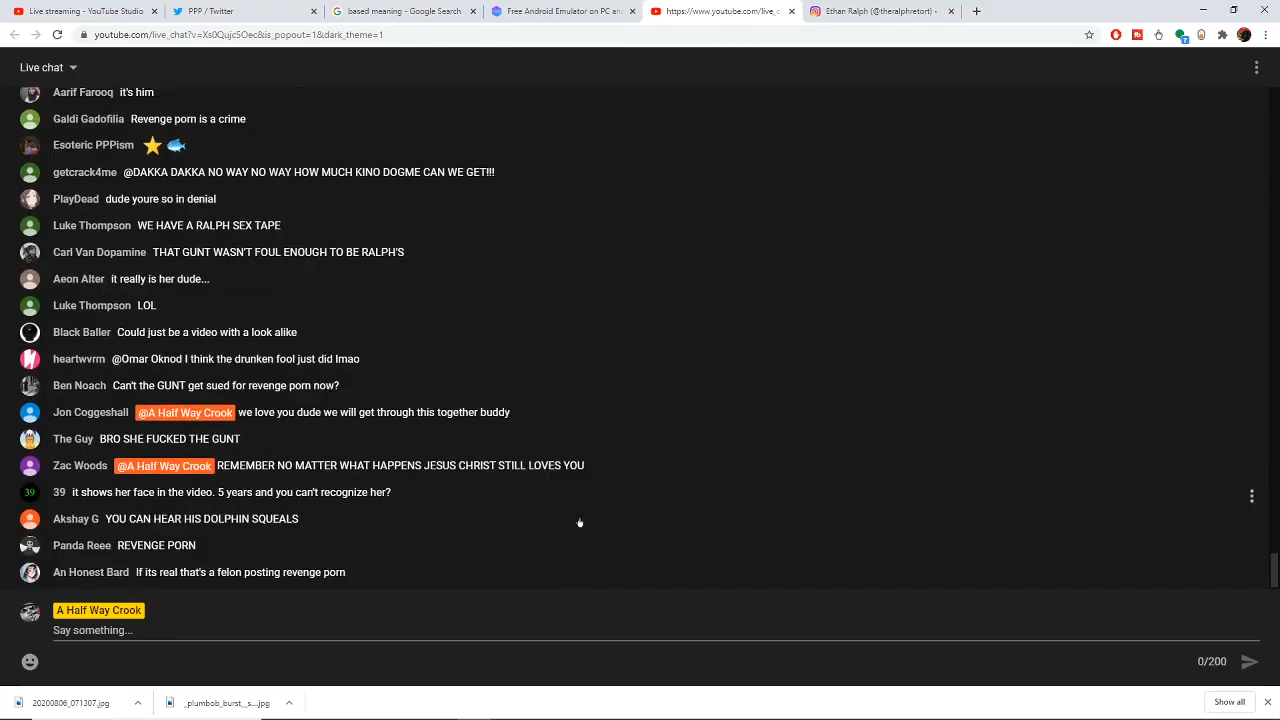 Live streaming - YouTube Studio
PPP / Twitter
based meaning - Google Search
Free Android Emulator on PC and
https://www.youtube.com/live_c
Ethan Ralph (@theralphretort) •
youtube.com/live_chat?v=Xs0Qujc5Oec&is_popout=1&dark_theme=1
Live chat
Aarif Farooq it's him
Galdi Gadofilia Revenge porn is a crime
Esoteric PPPism
getcrack4me @DAKKA DAKKA NO WAY NO WAY HOW MUCH KINO DOGME CAN WE GET!!!
PlayDead dude youre so in denial
Luke Thompson WE HAVE A RALPH SEX TAPE
Carl Van Dopamine THAT GUNT WASN'T FOUL ENOUGH TO BE RALPH'S
Aeon Alter it really is her dude...
Luke Thompson LOL
Black Baller Could just be a video with a look alike
heartwvrm @Omar Oknod I think the drunken fool just did lmao
Ben Noach Can't the GUNT get sued for revenge porn now?
Jon Coggeshall @A Half Way Crook we love you dude we will get through this together buddy
The Guy BRO SHE FUCKED THE GUNT
Zac Woods @A Half Way Crook REMEMBER NO MATTER WHAT HAPPENS JESUS CHRIST STILL LOVES YOU
39 39 it shows her face in the video. 5 years and you can't recognize her?
Akshay G YOU CAN HEAR HIS DOLPHIN SQUEALS
Panda Reee REVENGE PORN
An Honest Bard If its real that's a felon posting revenge porn
A Half Way Crook
Say something...
0/200
20200806_071307.jpg
_plumbob_burst__s....jpg
Show all